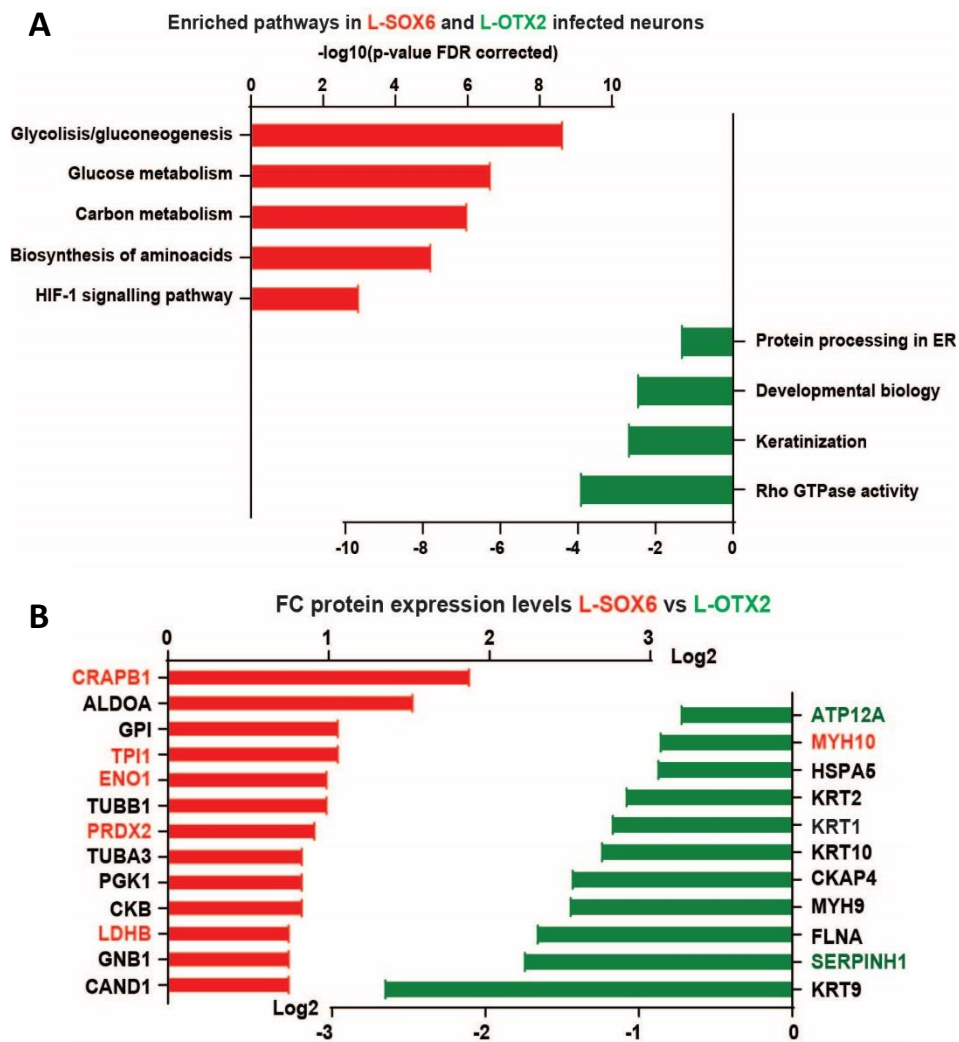 A
Enriched pathways in L-SOX6 and L-OTX2 infected neurons
-log10(p-value FDR corrected)
0 2 4 6 8 10
Glycolisis/gluconeogenesis
Glucose metabolism
Carbon metabolism
Biosynthesis of aminoacids
HIF-1 signalling pathway
Protein processing in ER
Developmental biology
Keratinization
Rho GTPase activity
-10 -8 -6 -4 -2 0
B
FC protein expression levels L-SOX6 vs L-OTX2
0 1 2 3
Log2
CRAPB1
ALDOA
GPI
TPI1
ENO1
TUBB1
PRDX2
TUBA3
PGK1
CKB
LDHB
GNB1
CAND1
ATP12A
MYH10
HSPA5
KRT2
KRT1
KRT10
CKAP4
MYH9
FLNA
SERPINH1
KRT9
Log2
-3 -2 -1 0